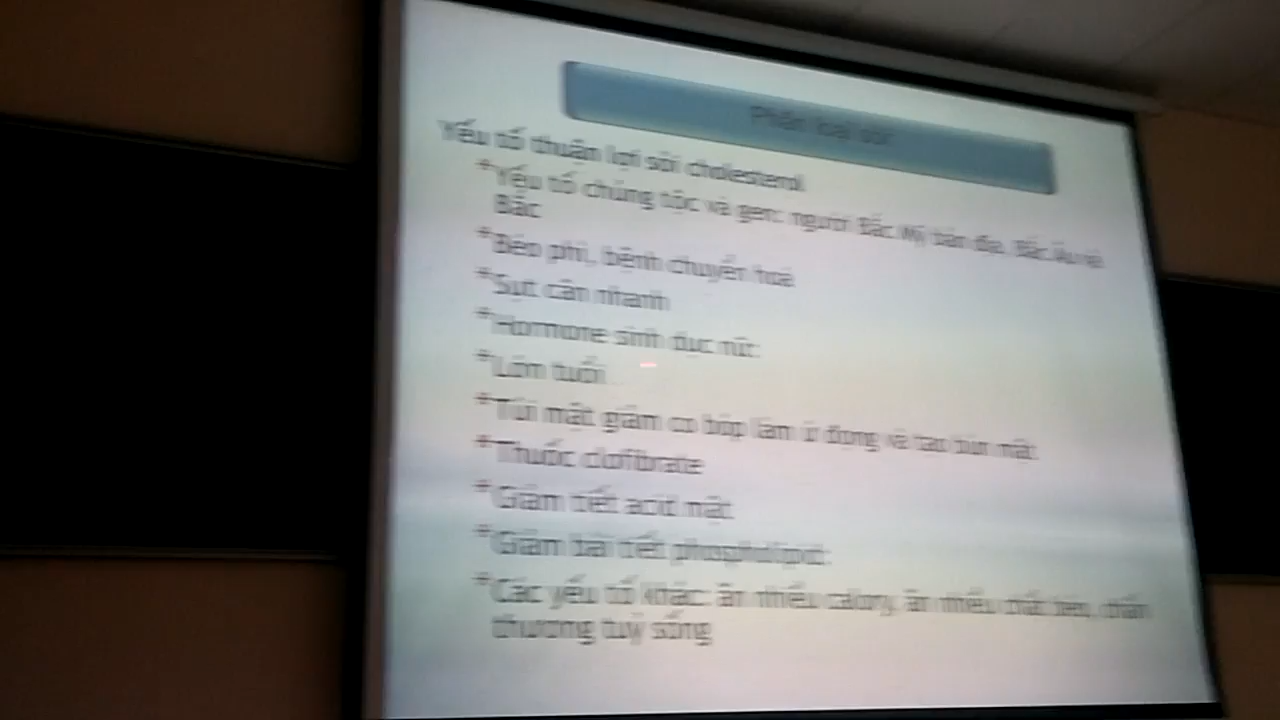 Phân loại sỏi
Yếu tố thuận lợi sỏi cholesterol
*Yếu tố chủng tộc và gen: người Bắc Mỹ bản địa, Bắc Âu và
Bắc
*Béo phì, bệnh chuyển hoá
*Sụt cân nhanh
*Hormone sinh dục nữ:
*Lớn tuổi
*Túi mật giảm co bóp làm ứ đọng và tạo bùn mật
*Thuốc clofibrate
*Giảm tiết acid mật
*Giảm bài tiết phospholipid:
*Các yếu tố khác: ăn nhiều calory, ăn nhiều chất béo, chấn
thương tuỷ sống